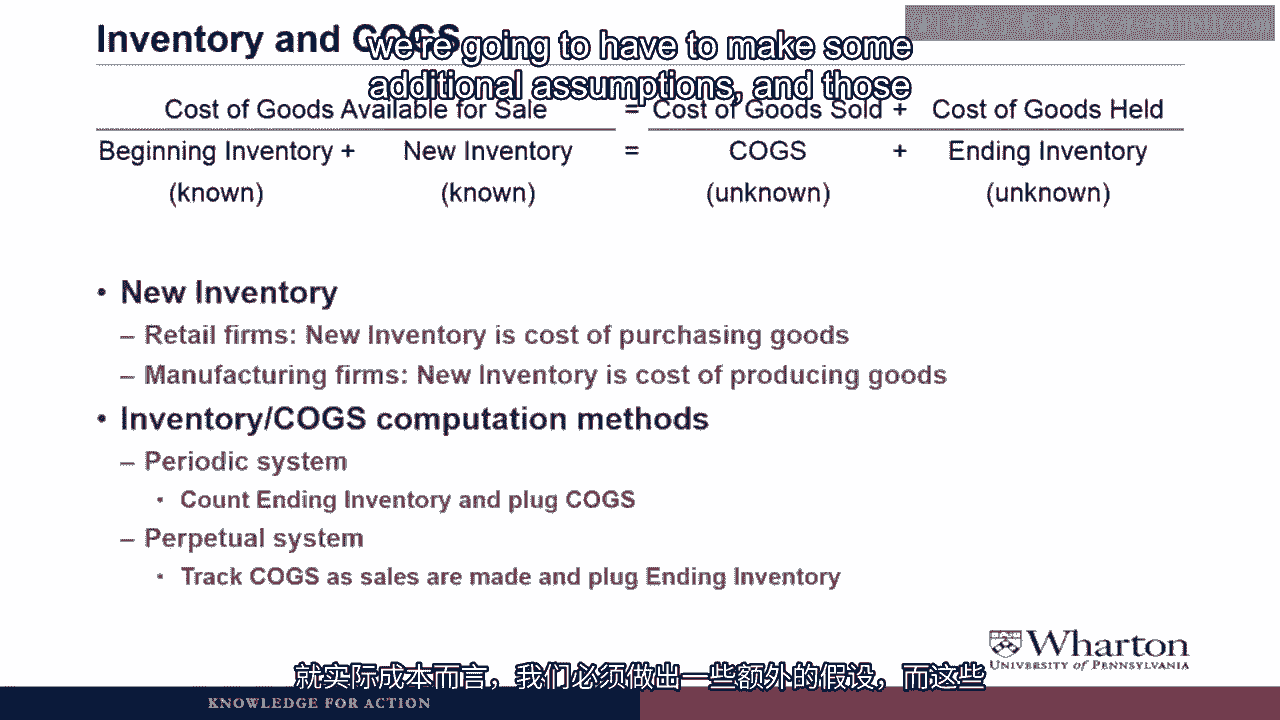 Inventory and COGS
we're going to have to make some
additional assumptions, and those
Cost of Goods Available for Sale = Cost of Goods Sold + Cost of Goods Held
Beginning Inventory + New Inventory = COGS + Ending Inventory
(known) (known) (unknown) (unknown)
• New Inventory
– Retail firms: New Inventory is cost of purchasing goods
– Manufacturing firms: New Inventory is cost of producing goods
• Inventory/COGS computation methods
– Periodic system
• Count Ending Inventory and plug COGS
– Perpetual system
• Track COGS as sales are made and plug Ending Inventory
Wharton
UNIVERSITY of PENNSYLVANIA
就实际成本而言，我们必须做出一些额外的假设，而这些
KNOWLEDGE FOR ACTION